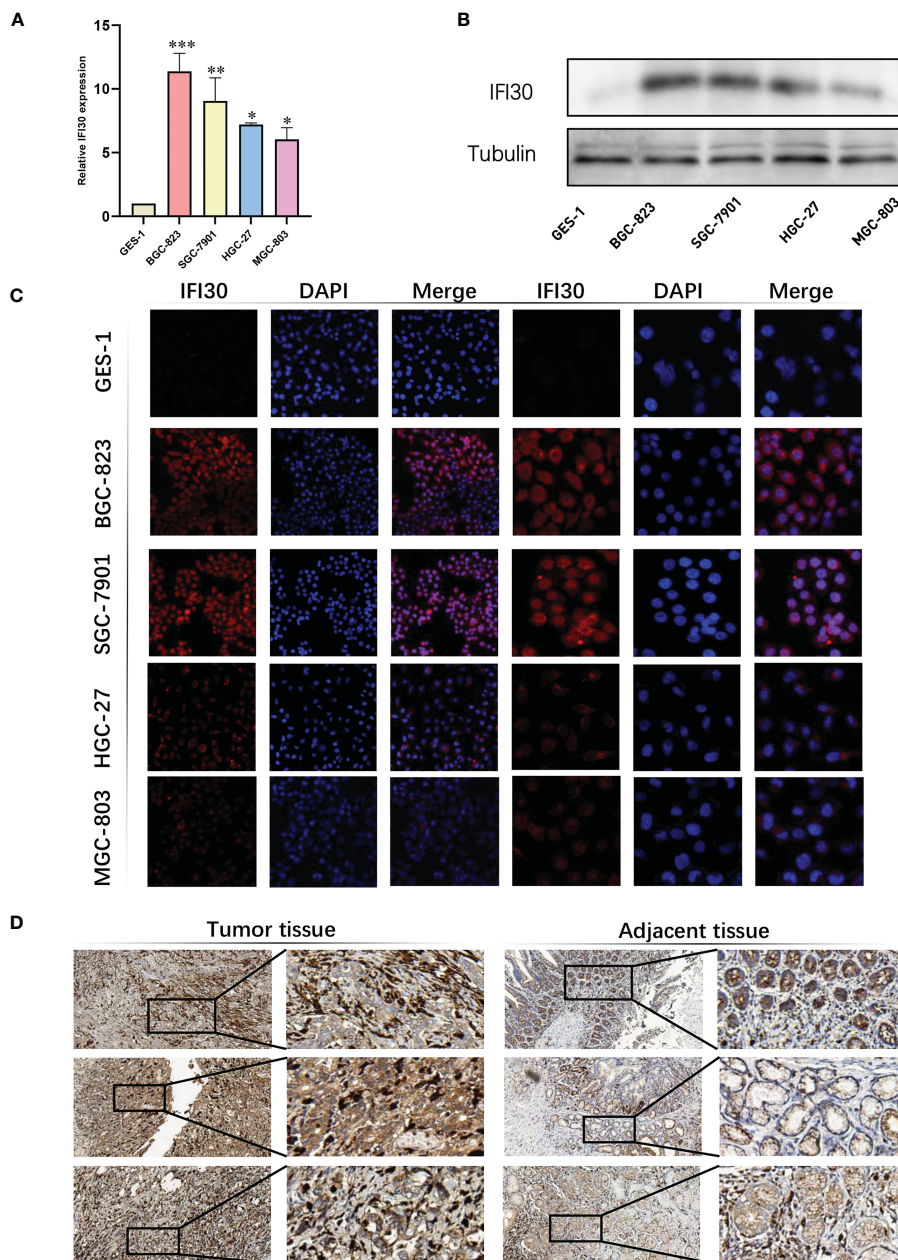 A
Relative IFI30 expression
15
10
5
0
***
**
*
*
GES-1
BGC-823
SGC-7901
HGC-27
MGC-803
B
IFI30
Tubulin
GES-1
BGC-823
SGC-7901
HGC-27
MGC-803
C
IFI30 DAPI Merge IFI30 DAPI Merge
GES-1
BGC-823
SGC-7901
HGC-27
MGC-803
D
Tumor tissue Adjacent tissue